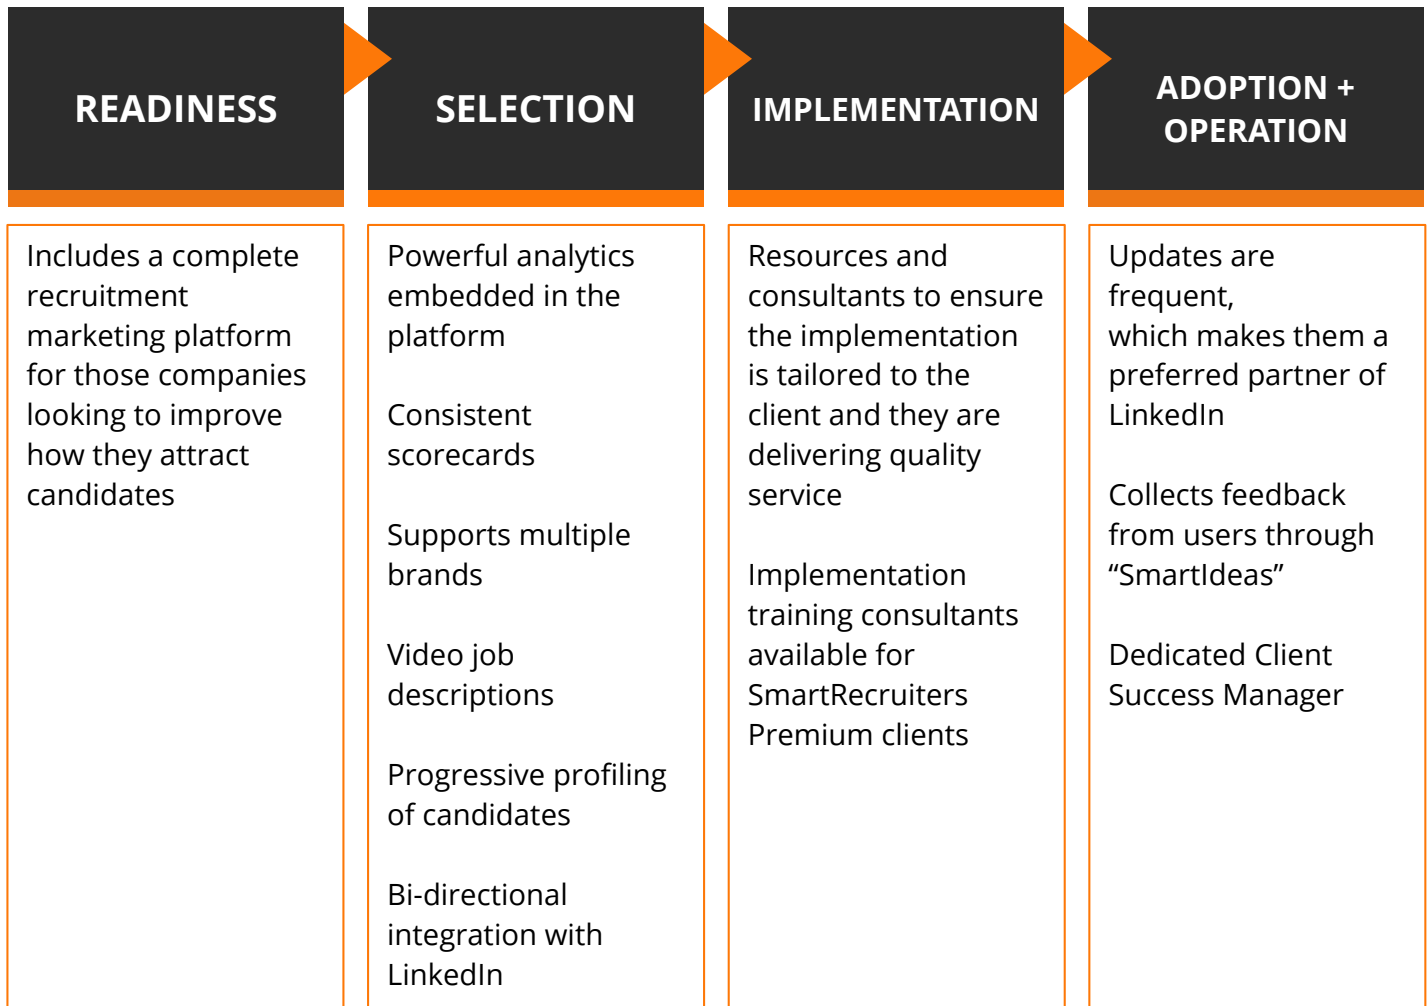 READINESS
Includes a complete
recruitment
marketing platform
for those companies
looking to improve
how they attract
candidates
SELECTION
Powerful analytics
embedded in the
platform
Consistent
scorecards
Supports multiple
brands
Video job
descriptions
Progressive profiling
of candidates
Bi-directional
integration with
LinkedIn
IMPLEMENTATION
Resources and
consultants to ensure
the implementation
is tailored to the
client and they are
delivering quality
service
Implementation
training consultants
available for
SmartRecruiters
Premium clients
ADOPTION +
OPERATION
Updates are
frequent,
which makes them a
preferred partner of
LinkedIn
Collects feedback
from users through
“SmartIdeas”
Dedicated Client
Success Manager